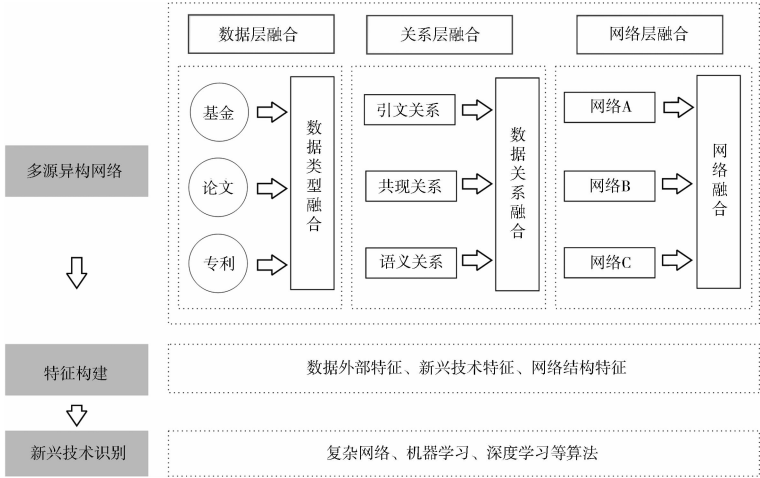 数据层融合
关系层融合
网络层融合
多源异构网络
基金
论文
专利
数据类型融合
引文关系
共现关系
语义关系
数据关系融合
网络A
网络B
网络C
网络融合
特征构建
数据外部特征、新兴技术特征、网络结构特征
新兴技术识别
复杂网络、机器学习、深度学习等算法